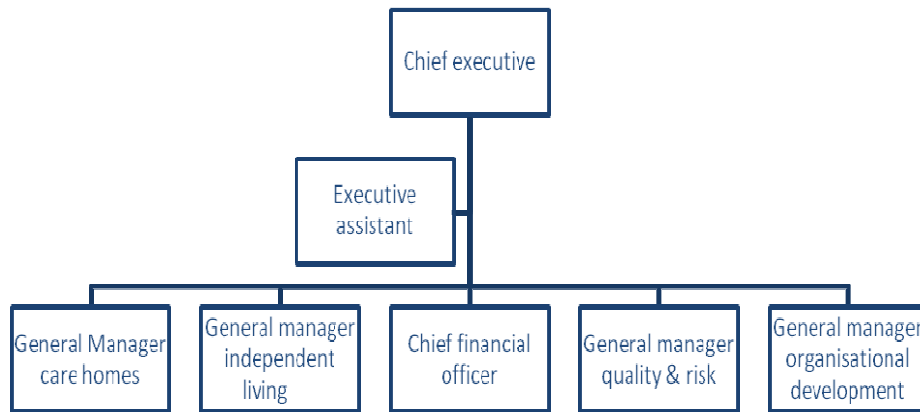 Chief executive
Executive
assistant
General Manager
care homes
General manager
independent
living
Chief financial
officer
General manager
quality & risk
General manager
organisational
development